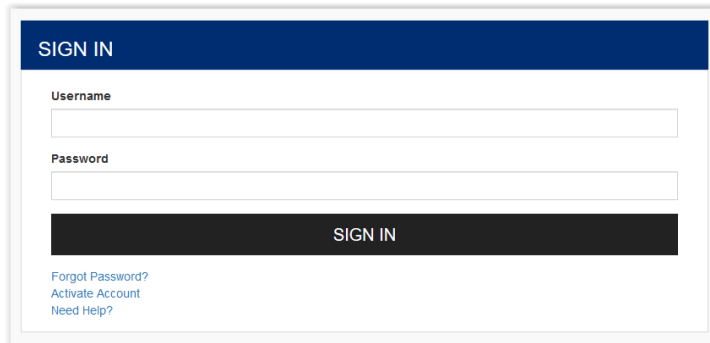 SIGN IN
Username
Password
SIGN IN
Forgot Password?
Activate Account
Need Help?